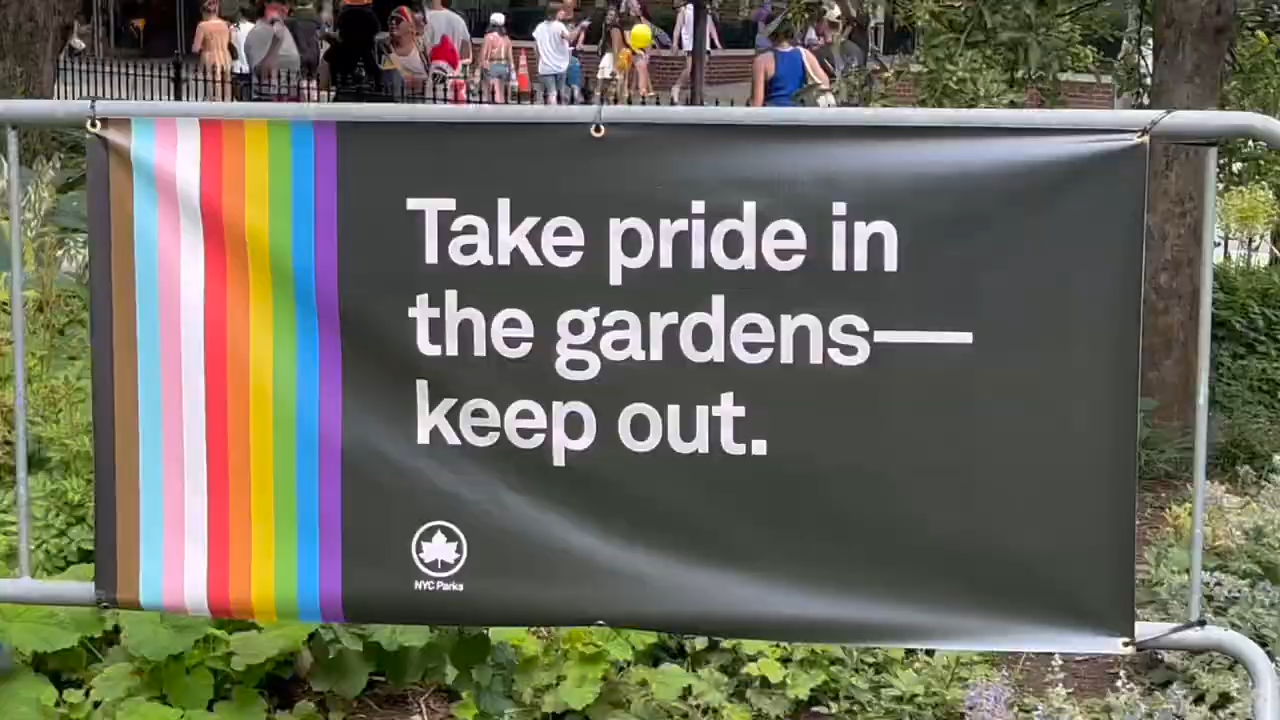 Take pride in
the gardens—
keep out.
NYC Parks